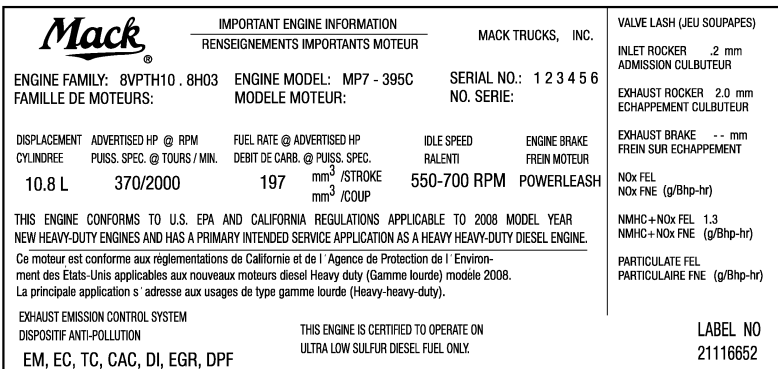 Mack®
IMPORTANT ENGINE INFORMATION
RENSEIGNEMENTS IMPORTANTS MOTEUR
MACK TRUCKS, INC.
ENGINE FAMILY: 8VPTH10 . 8H03
FAMILLE DE MOTEURS:
ENGINE MODEL: MP7 - 395C
MODELE MOTEUR:
SERIAL NO.: 1 2 3 4 5 6
NO. SERIE:
DISPLACEMENT
CYLINDREE
10.8 L
ADVERTISED HP @ RPM
PUISS. SPEC. @ TOURS / MIN.
370/2000
FUEL RATE @ ADVERTISED HP
DEBIT DE CARB. @ PUISS. SPEC.
197 mm³ /STROKE
mm³ /COUP
IDLE SPEED
RALENTI
550-700 RPM
ENGINE BRAKE
FREIN MOTEUR
POWERLEASH
THIS ENGINE CONFORMS TO U.S. EPA AND CALIFORNIA REGULATIONS APPLICABLE TO 2008 MODEL YEAR
NEW HEAVY-DUTY ENGINES AND HAS A PRIMARY INTENDED SERVICE APPLICATION AS A HEAVY HEAVY-DUTY DIESEL ENGINE.
Ce moteur est conforme aux réglementations de Californie et de l ' Agence de Protection de l ' Environ-
ment des États-Unis applicables aux nouveaux moteurs diesel Heavy duty (Gamme lourde) modèle 2008.
La principale application s ' adresse aux usages de type gamme lourde (Heavy-heavy-duty).
EXHAUST EMISSION CONTROL SYSTEM
DISPOSITIF ANTI-POLLUTION
EM, EC, TC, CAC, DI, EGR, DPF
THIS ENGINE IS CERTIFIED TO OPERATE ON
ULTRA LOW SULFUR DIESEL FUEL ONLY.
VALVE LASH (JEU SOUPAPES)
INLET ROCKER .2 mm
ADMISSION CULBUTEUR
EXHAUST ROCKER 2.0 mm
ECHAPPEMENT CULBUTEUR
EXHAUST BRAKE - - mm
FREIN SUR ECHAPPEMENT
NOx FEL
NOx FNE (g/Bhp-hr)
NMHC+NOx FEL 1.3
NMHC+NOx FNE (g/Bhp-hr)
PARTICULATE FEL
PARTICULAIRE FNE (g/Bhp-hr)
LABEL NO
21116652